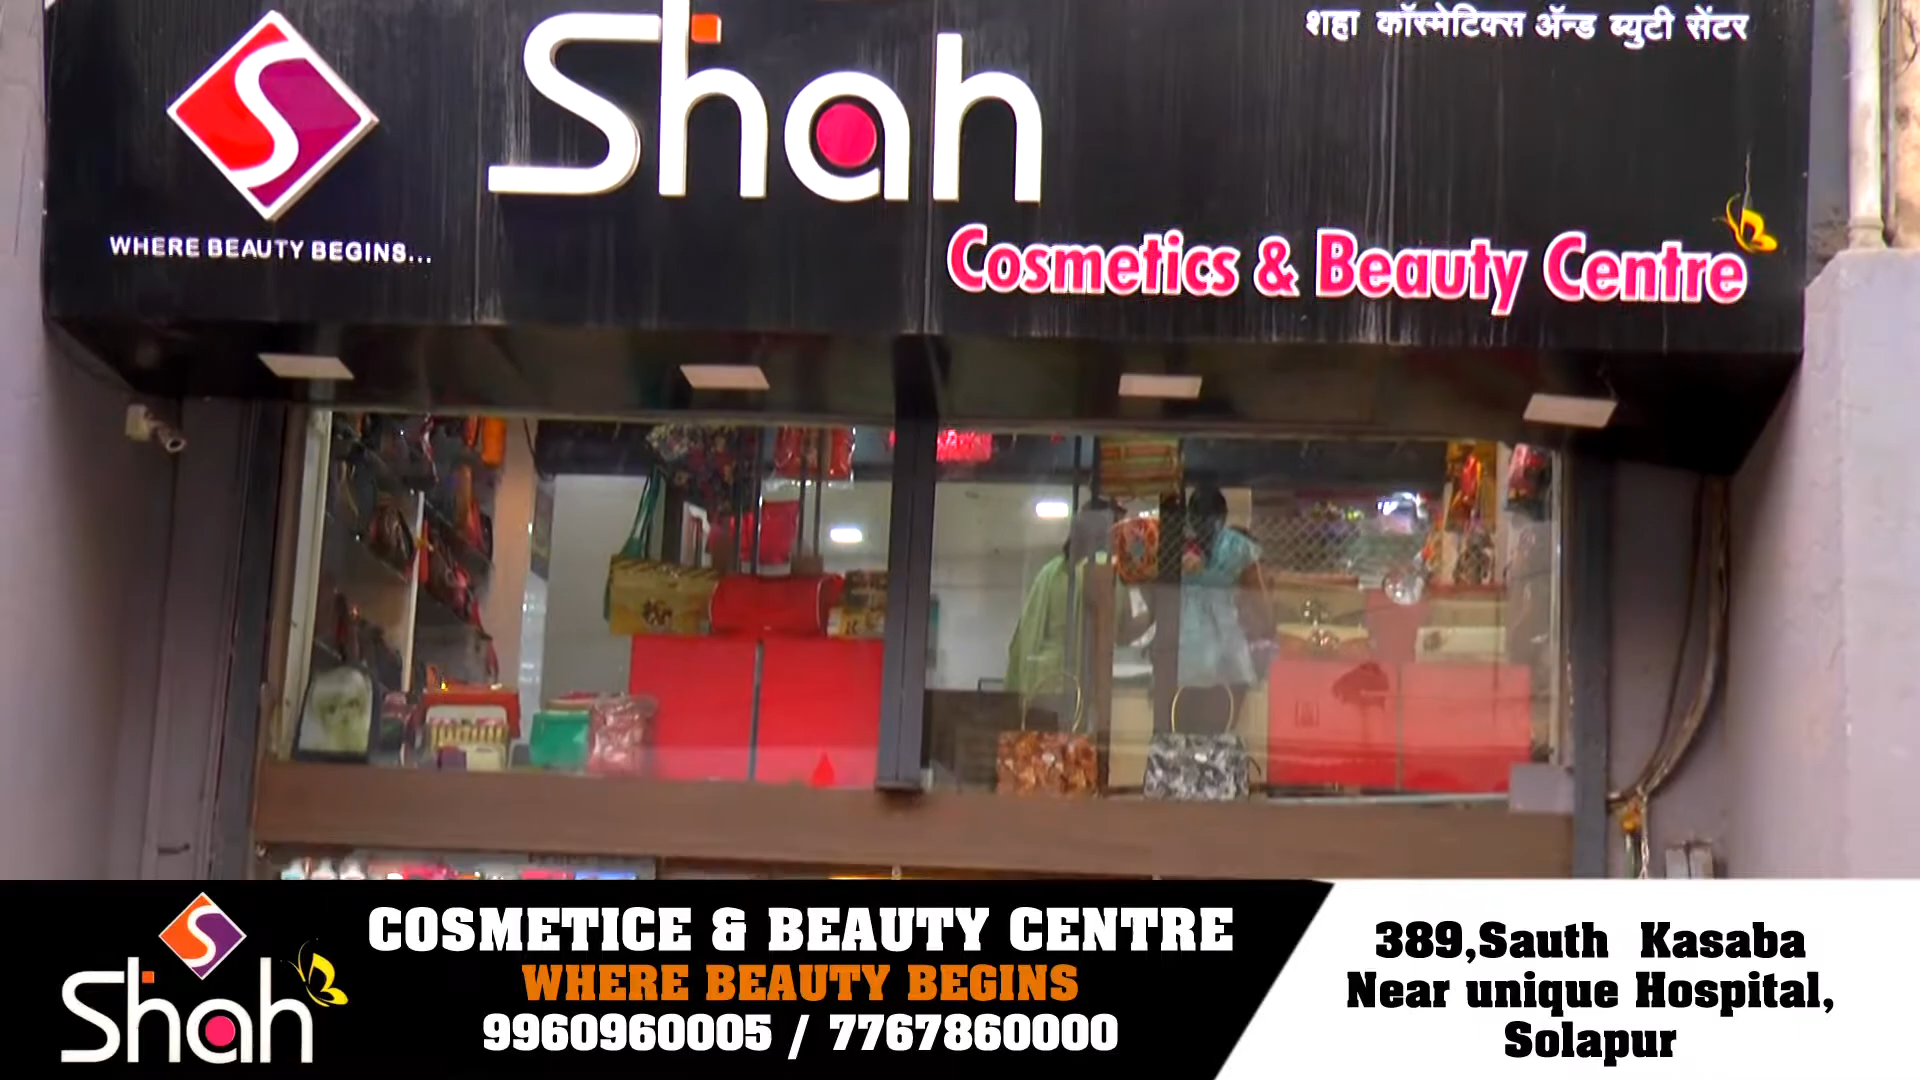 शहा कॉस्मेटिक्स ॲन्ड ब्युटी सेंटर
S
Shah
WHERE BEAUTY BEGINS...
Cosmetics & Beauty Centre
S
Shah
COSMETICE & BEAUTY CENTRE
WHERE BEAUTY BEGINS
9960960005 / 7767860000
389,Sauth Kasaba
Near unique Hospital,
Solapur